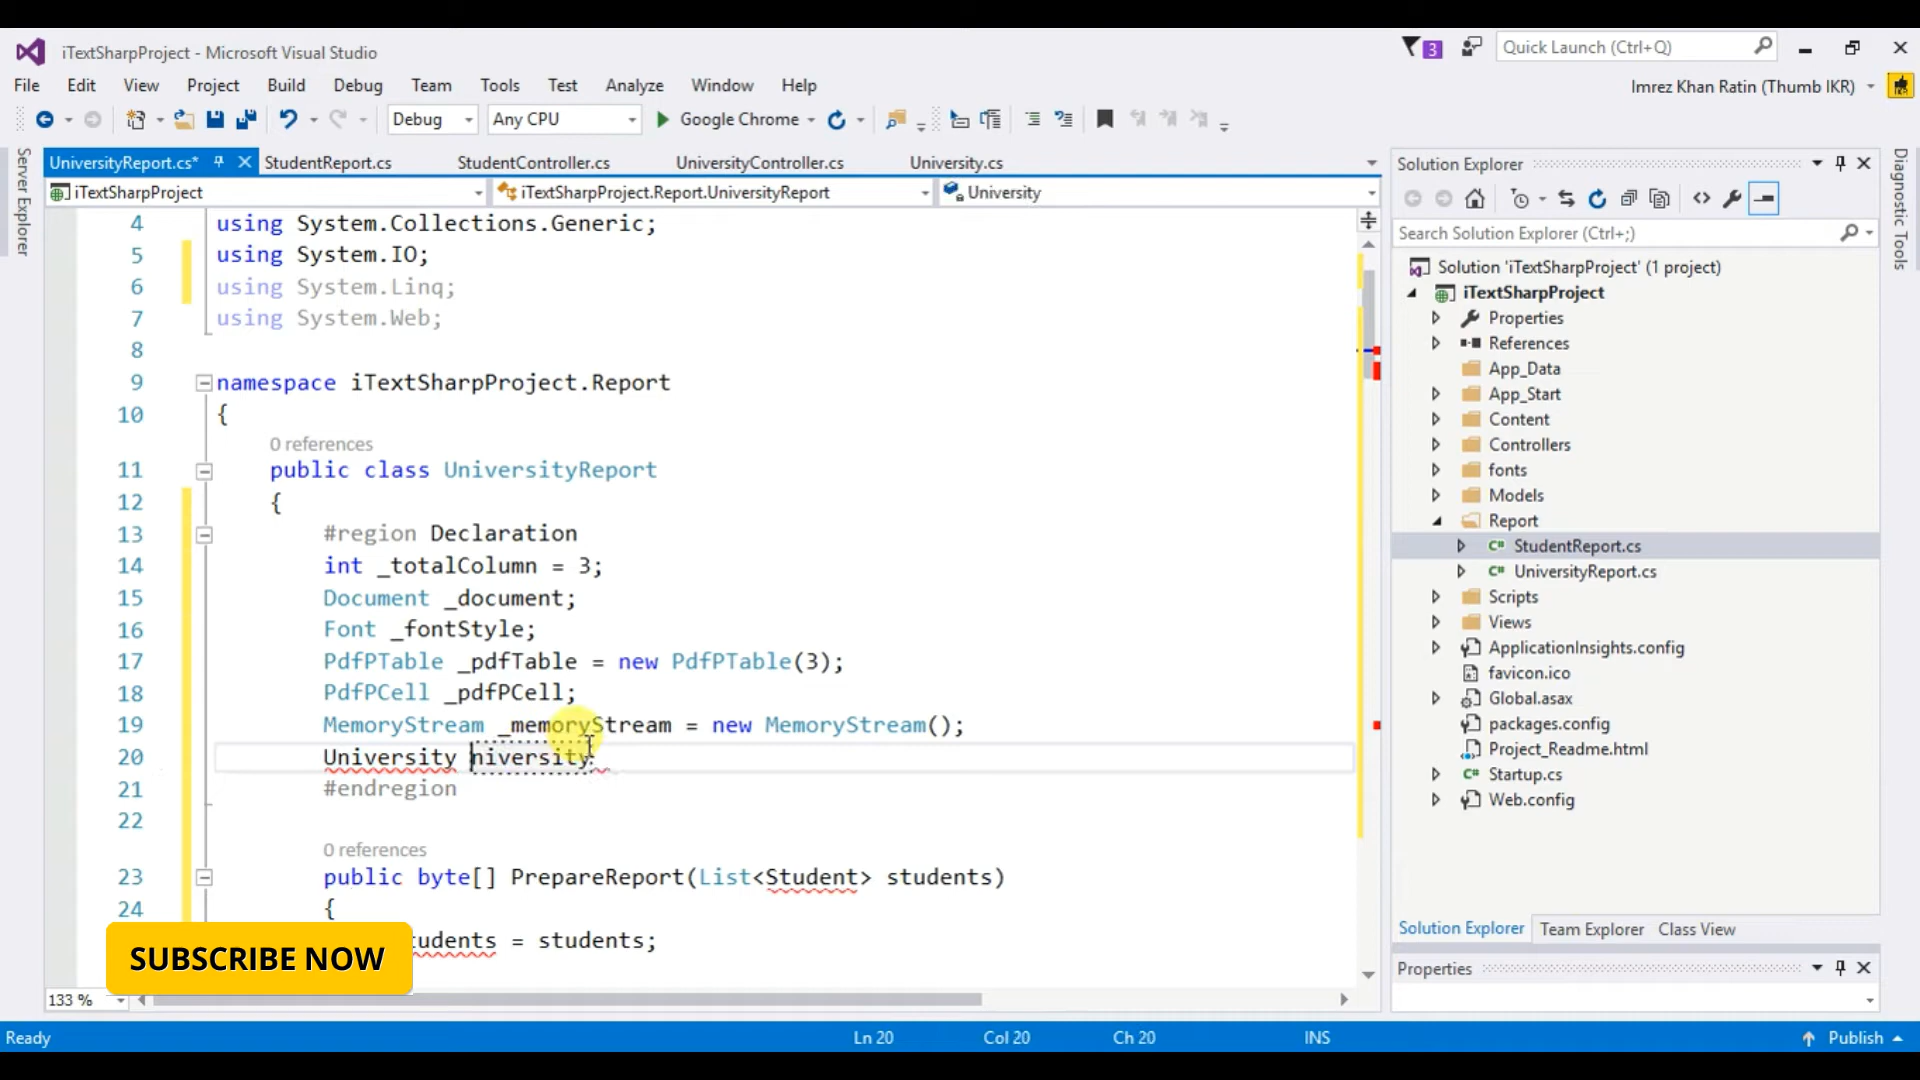 iTextSharpProject - Microsoft Visual Studio
3
Quick Launch (Ctrl+Q)
File Edit View Project Build Debug Team Tools Test Analyze Window Help
Imrez Khan Ratin (Thumb IKR)
Debug Any CPU Google Chrome
Server Explorer
UniversityReport.cs* StudentReport.cs StudentController.cs UniversityController.cs University.cs
iTextSharpProject iTextSharpProject.Report.UniversityReport University
4 using System.Collections.Generic;
5 using System.IO;
6 using System.Linq;
7 using System.Web;
8
9 namespace iTextSharpProject.Report
10 {
0 references
11 public class UniversityReport
12 {
13 #region Declaration
14 int _totalColumn = 3;
15 Document _document;
16 Font _fontStyle;
17 PdfPTable _pdfTable = new PdfPTable(3);
18 PdfPCell _pdfPCell;
19 MemoryStream _memoryStream = new MemoryStream();
20 University niversity
21 #endregion
22
0 references
23 public byte[] PrepareReport(List<Student> students)
24 {
tudents = students;
SUBSCRIBE NOW
133 %
Solution Explorer
Search Solution Explorer (Ctrl+;)
Solution 'iTextSharpProject' (1 project)
iTextSharpProject
Properties
References
App_Data
App_Start
Content
Controllers
fonts
Models
Report
C# StudentReport.cs
C# UniversityReport.cs
Scripts
Views
ApplicationInsights.config
favicon.ico
Global.asax
packages.config
Project_Readme.html
C# Startup.cs
Web.config
Solution Explorer Team Explorer Class View
Properties
Diagnostic Tools
Ready Ln 20 Col 20 Ch 20 INS Publish